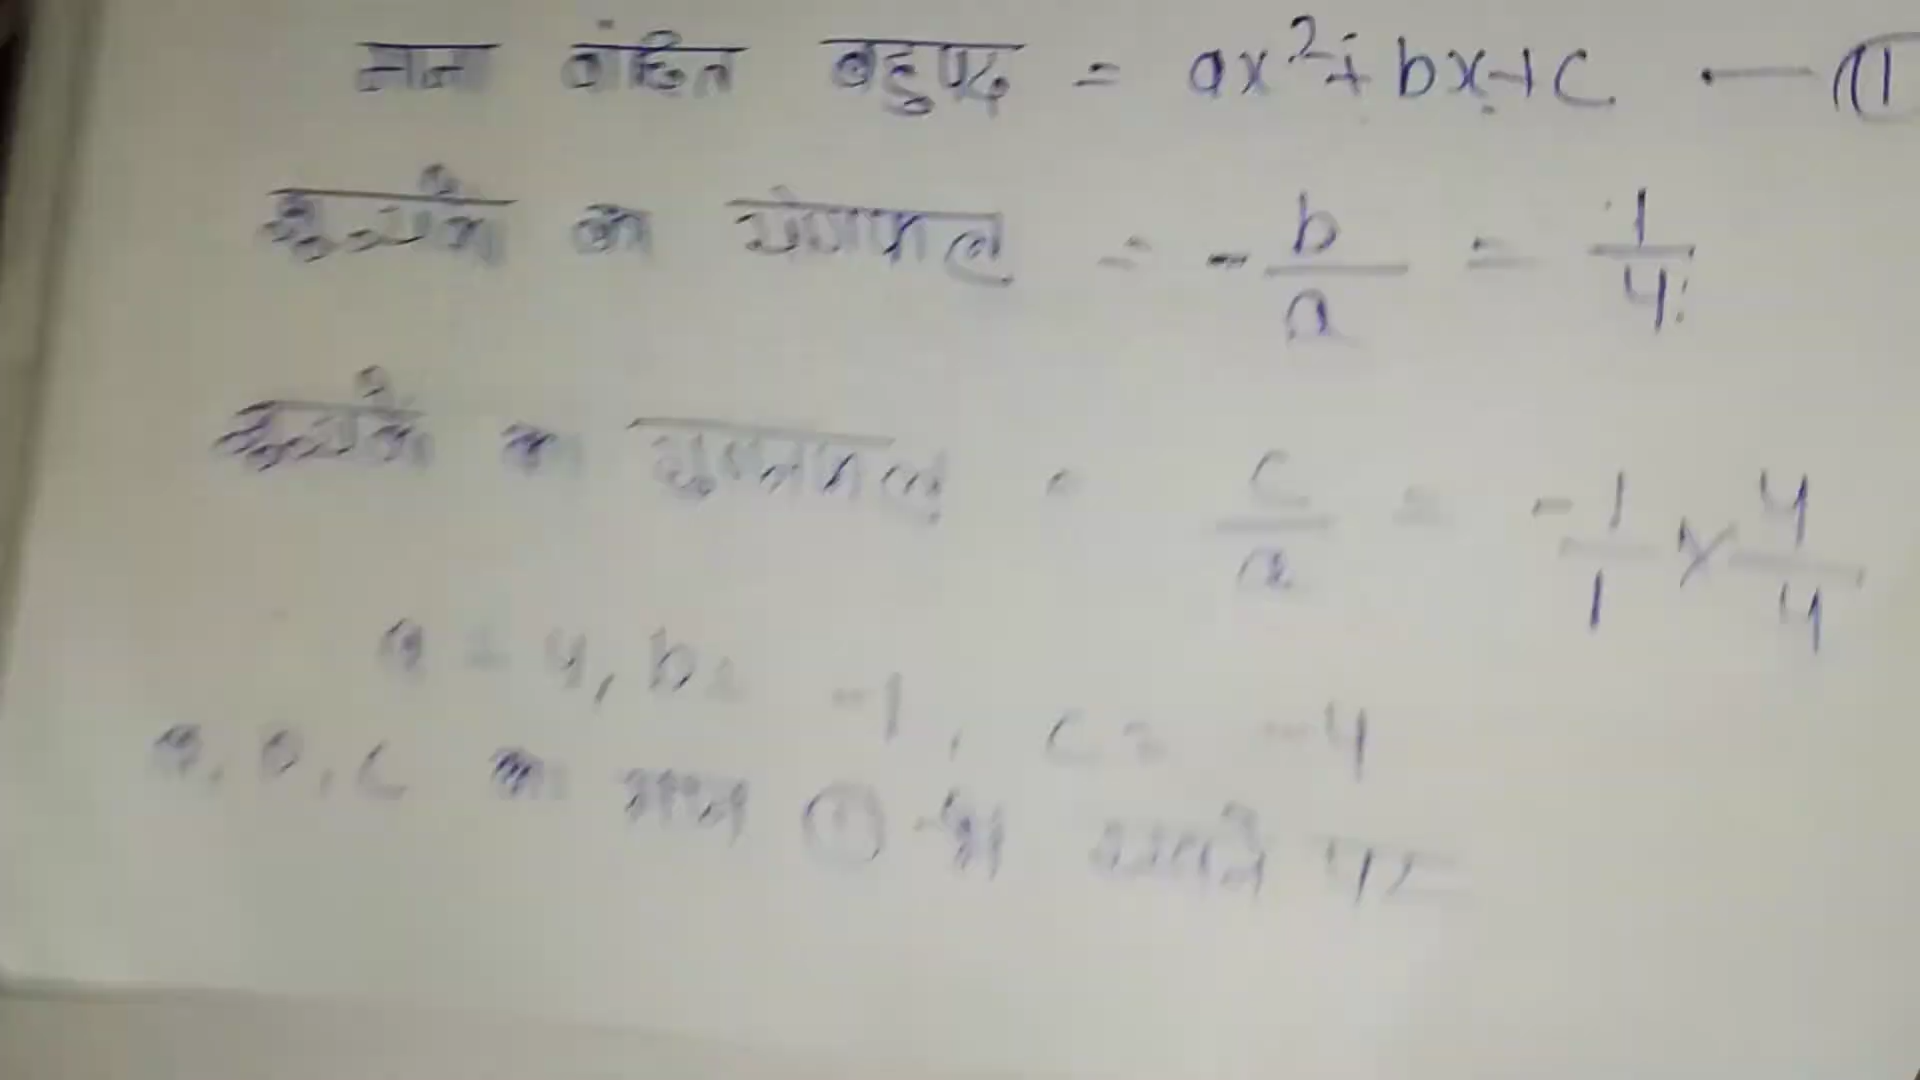 माना वांछित बहुपद = ax²+bx+c — (1)
शून्यकों का योगफल = -b/a = 1/4
शून्यकों का गुणनफल = c/a = -1/1 × 4/4
a = 4, b = -1, c = -4
a, b, c का मान (1) में रखने पर